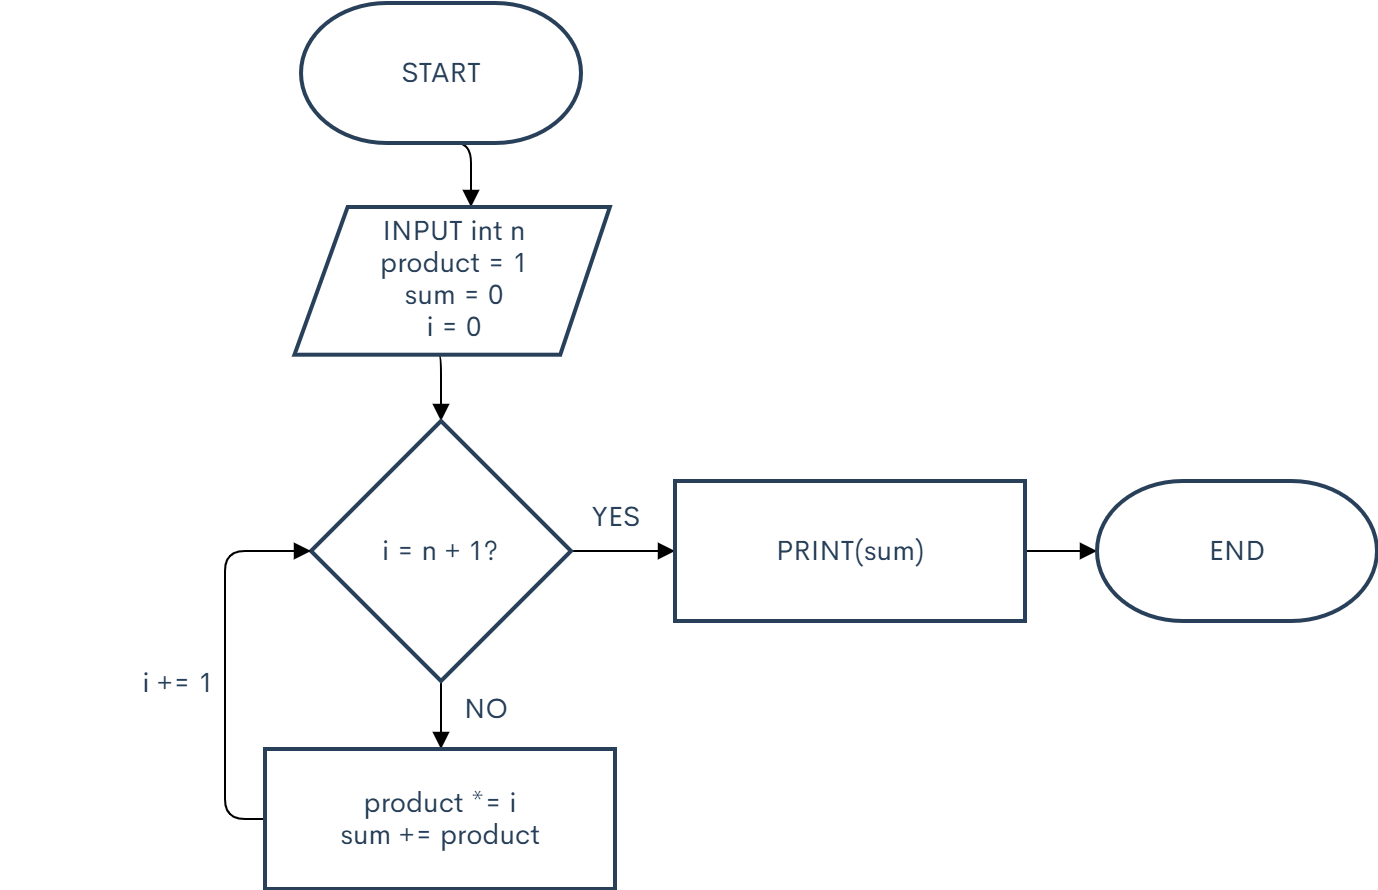 START
INPUT int n
product = 1
sum = 0
i = 0
i = n + 1?
YES
PRINT(sum)
END
NO
i += 1
product *= i
sum += product